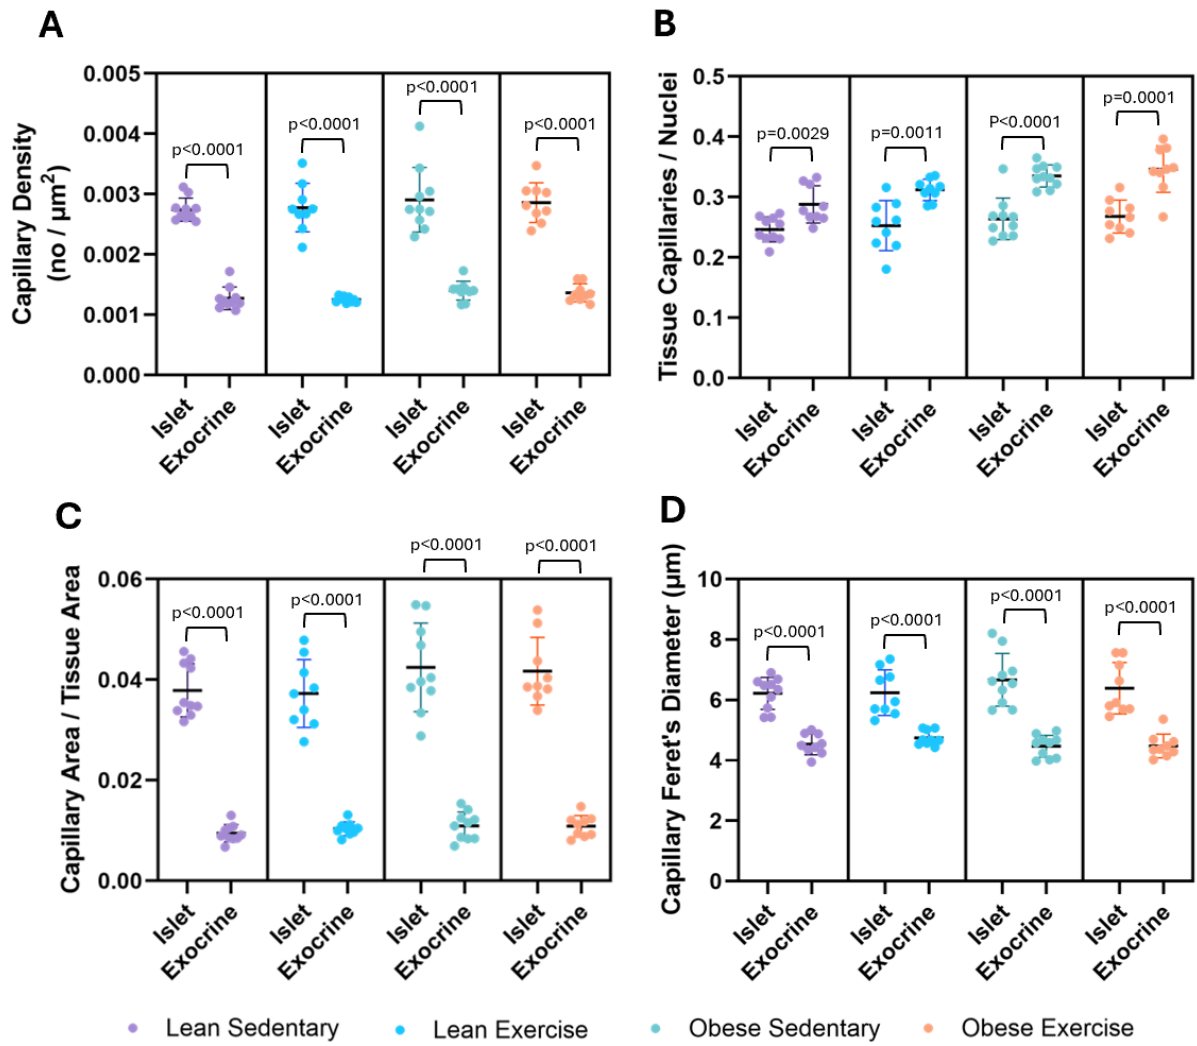 A
Capillary Density
(no / µm²)
0.005
0.004
0.003
0.002
0.001
0.000
p<0.0001
p<0.0001
p<0.0001
p<0.0001
Islet
Exocrine
Islet
Exocrine
Islet
Exocrine
Islet
Exocrine
B
Tissue Capillaries / Nuclei
0.5
0.4
0.3
0.2
0.1
0.0
p=0.0029
p=0.0011
P<0.0001
p=0.0001
Islet
Exocrine
Islet
Exocrine
Islet
Exocrine
Islet
Exocrine
C
Capillary Area / Tissue Area
0.06
0.04
0.02
0.00
p<0.0001
p<0.0001
p<0.0001
p<0.0001
Islet
Exocrine
Islet
Exocrine
Islet
Exocrine
Islet
Exocrine
D
Capillary Feret's Diameter (µm)
10
8
6
4
2
0
p<0.0001
p<0.0001
p<0.0001
p<0.0001
Islet
Exocrine
Islet
Exocrine
Islet
Exocrine
Islet
Exocrine
Lean Sedentary
Lean Exercise
Obese Sedentary
Obese Exercise